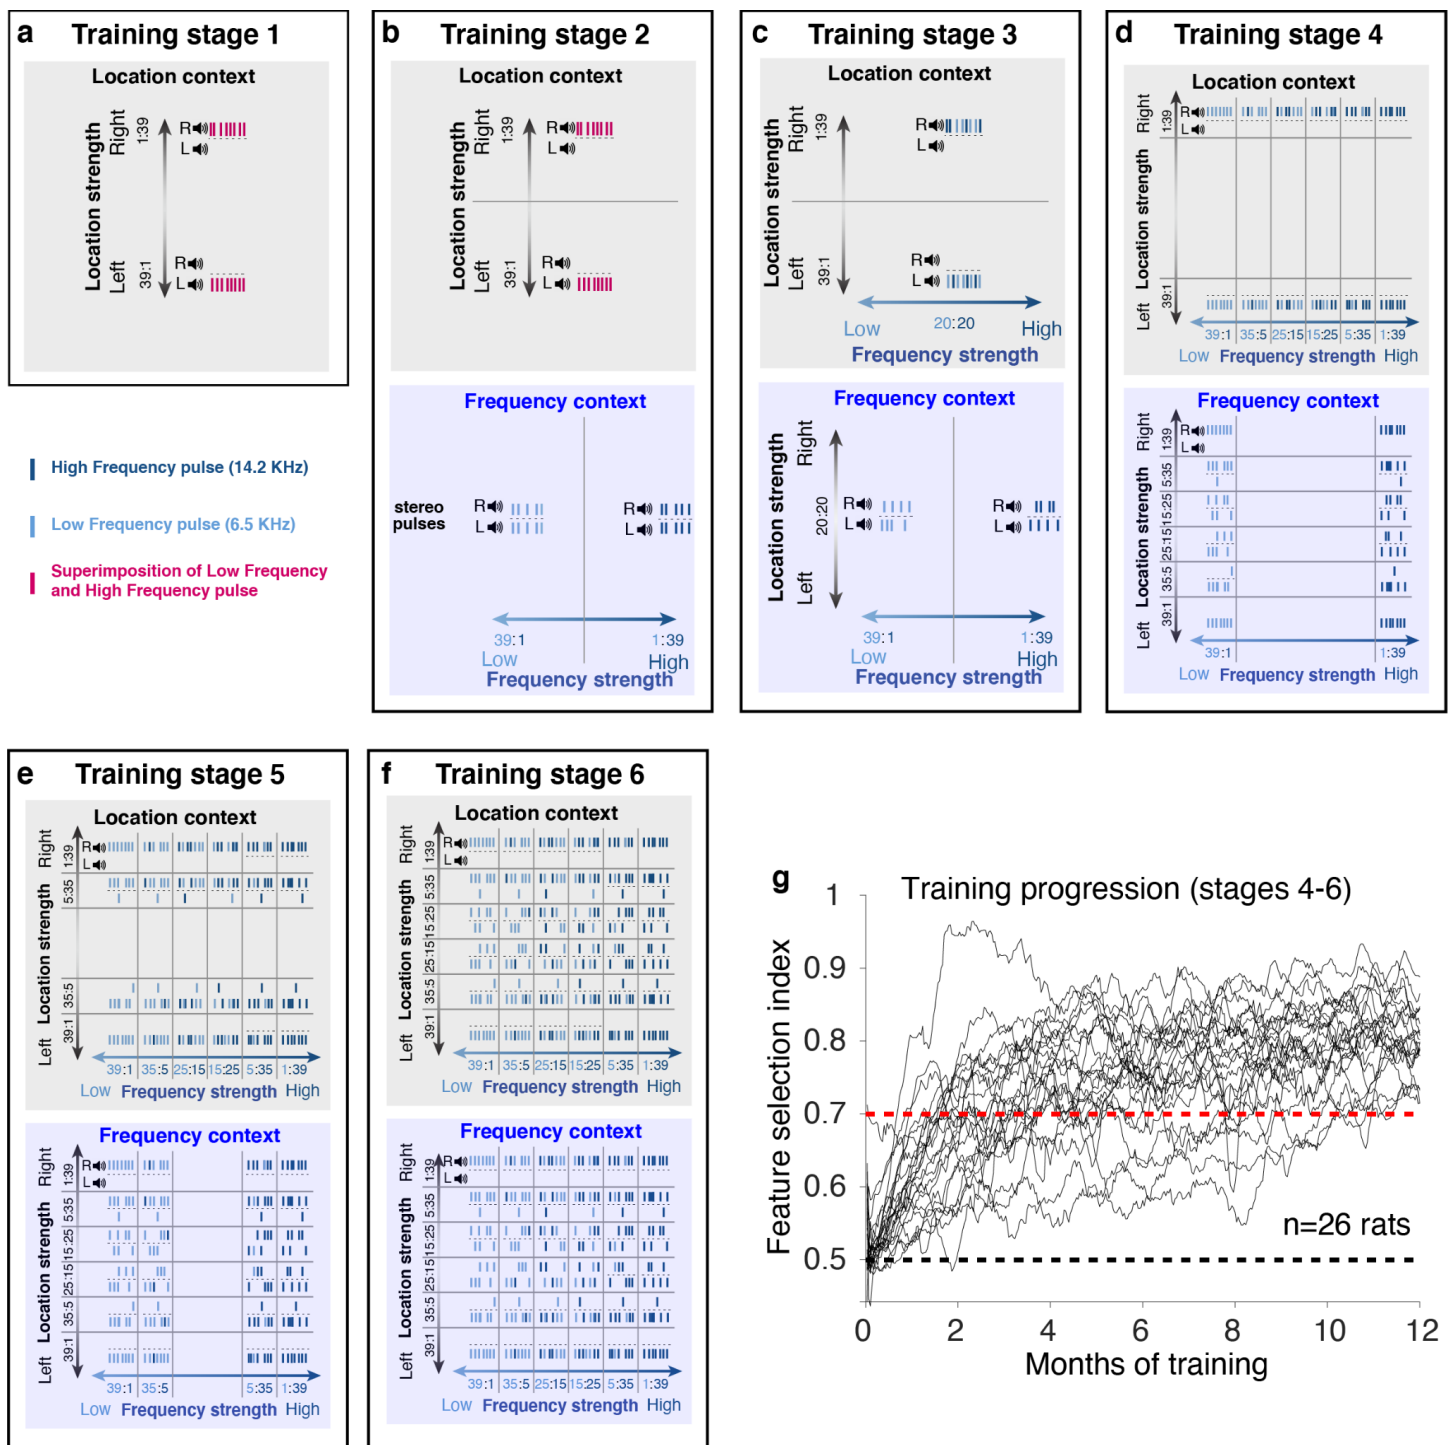 a Training stage 1
Location context
Location strength
Right
1:39
R
L
Left
39:1
R
L
High Frequency pulse (14.2 KHz)
Low Frequency pulse (6.5 KHz)
Superimposition of Low Frequency
and High Frequency pulse
b Training stage 2
Location context
Location strength
Right
1:39
R
L
Left
39:1
R
L
Frequency context
stereo
pulses
R
L
R
L
39:1
1:39
Low
High
Frequency strength
c Training stage 3
Location context
Location strength
Right
1:39
R
L
Left
39:1
R
L
Low
20:20
High
Frequency strength
Frequency context
Location strength
Right
20:20
Left
R
L
R
L
39:1
1:39
Low
High
Frequency strength
d Training stage 4
Location context
Right
1:39
R
L
Location strength
Left
39:1
39:1 35:5 25:15 15:25 5:35 1:39
Low Frequency strength High
Frequency context
Right
1:39
R
L
Location strength
5:35
15:25
25:15
35:5
39:1
Left
39:1
1:39
Low Frequency strength High
e Training stage 5
Location context
Right
1:39
R
L
5:35
Location strength
35:5
39:1
Left
39:1 35:5 25:15 15:25 5:35 1:39
Low Frequency strength High
Frequency context
Right
1:39
R
L
Location strength
5:35
15:25
25:15
35:5
39:1
Left
39:1 35:5 5:35 1:39
Low Frequency strength High
f Training stage 6
Location context
Right
1:39
R
L
Location strength
5:35
15:25
25:15
35:5
39:1
Left
39:1 35:5 25:15 15:25 5:35 1:39
Low Frequency strength High
Frequency context
Right
1:39
R
L
Location strength
5:35
15:25
25:15
35:5
39:1
Left
39:1 35:5 25:15 15:25 5:35 1:39
Low Frequency strength High
g Training progression (stages 4-6)
Feature selection index
1
0.9
0.8
0.7
0.6
0.5
n=26 rats
0 2 4 6 8 10 12
Months of training